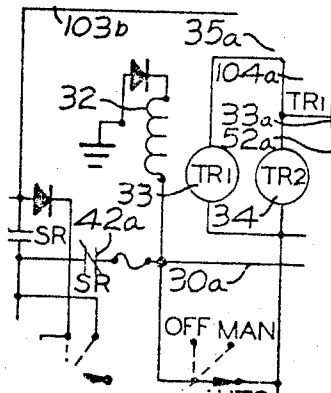 103b
35a
32
104a
TR1
33a
52a
33
TR1
TR2
34
42a
SR
SR
30a
OFF MAN